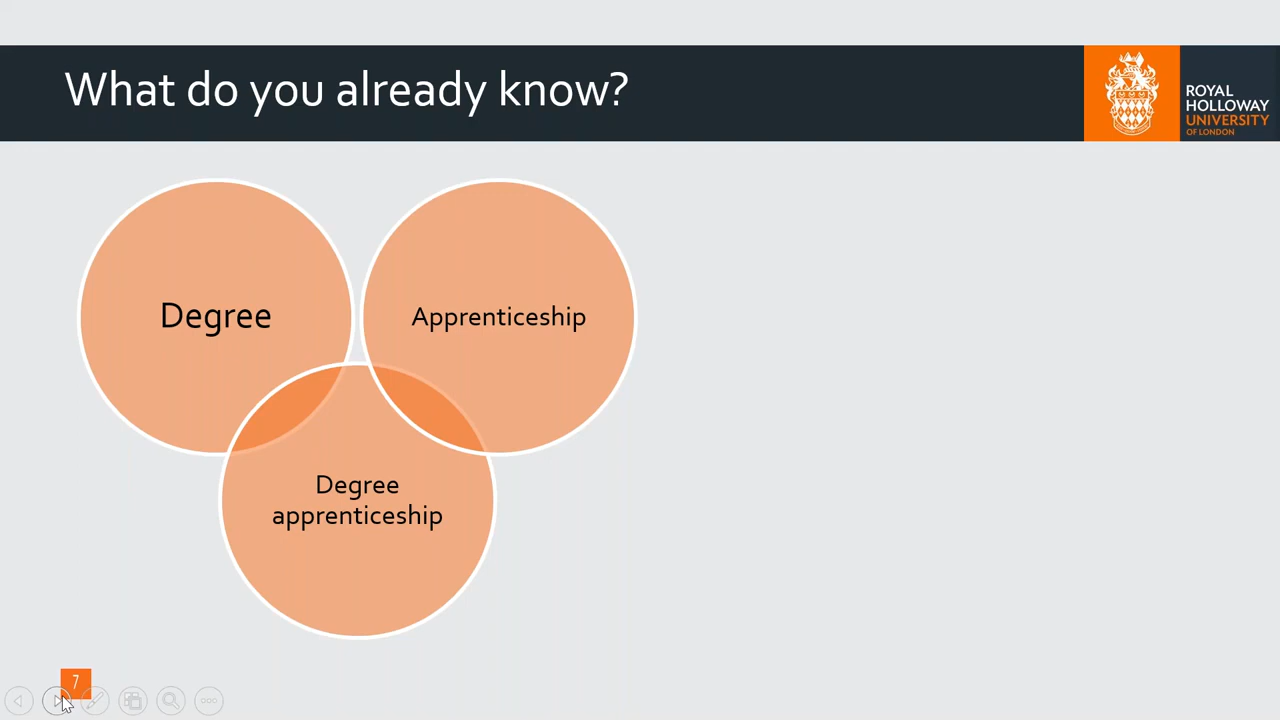 What do you already know?
ROYAL
HOLLOWAY
UNIVERSITY
OF LONDON
Degree
Apprenticeship
Degree
apprenticeship
7